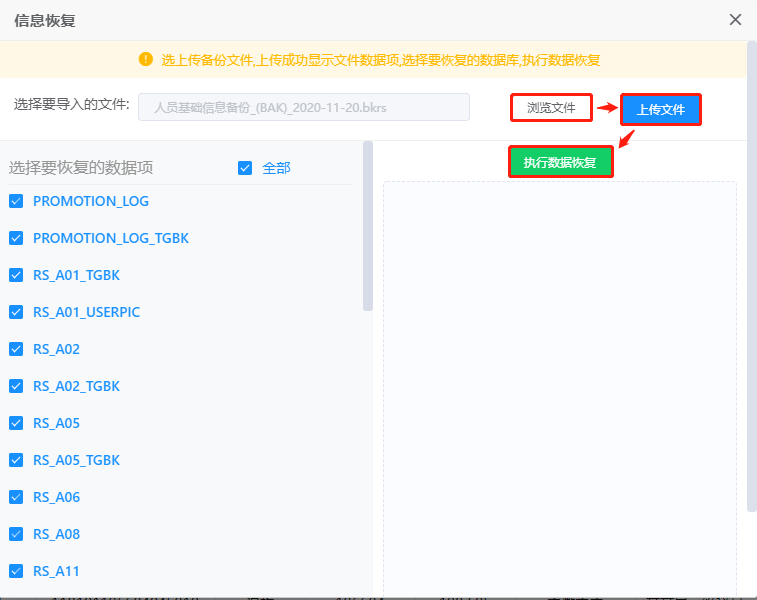 信息恢复
选上传备份文件,上传成功显示文件数据项,选择要恢复的数据库,执行数据恢复
选择要导入的文件: 人员基础信息备份_(BAK)_2020-11-20.bkrs 浏览文件 上传文件
执行数据恢复
选择要恢复的数据项 全部
PROMOTION_LOG
PROMOTION_LOG_TGBK
RS_A01_TGBK
RS_A01_USERPIC
RS_A02
RS_A02_TGBK
RS_A05
RS_A05_TGBK
RS_A06
RS_A08
RS_A11